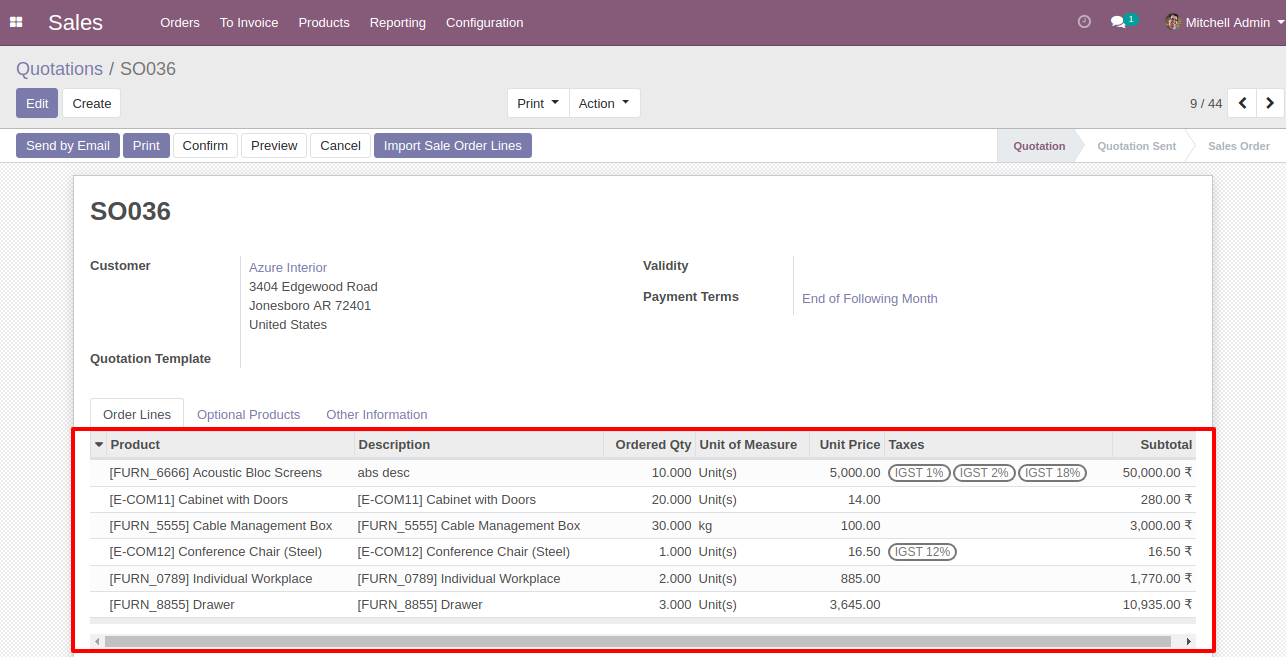 Sales Orders To Invoice Products Reporting Configuration 1 Mitchell Admin
Quotations / SO036
Edit Create Print Action 9 / 44
Send by Email Print Confirm Preview Cancel Import Sale Order Lines Quotation Quotation Sent Sales Order
SO036
Customer Azure Interior
3404 Edgewood Road
Jonesboro AR 72401
United States
Validity
Payment Terms End of Following Month
Quotation Template
Order Lines Optional Products Other Information
Product Description Ordered Qty Unit of Measure Unit Price Taxes Subtotal
[FURN_6666] Acoustic Bloc Screens abs desc 10.000 Unit(s) 5,000.00 IGST 1% IGST 2% IGST 18% 50,000.00 ₹
[E-COM11] Cabinet with Doors [E-COM11] Cabinet with Doors 20.000 Unit(s) 14.00 280.00 ₹
[FURN_5555] Cable Management Box [FURN_5555] Cable Management Box 30.000 kg 100.00 3,000.00 ₹
[E-COM12] Conference Chair (Steel) [E-COM12] Conference Chair (Steel) 1.000 Unit(s) 16.50 IGST 12% 16.50 ₹
[FURN_0789] Individual Workplace [FURN_0789] Individual Workplace 2.000 Unit(s) 885.00 1,770.00 ₹
[FURN_8855] Drawer [FURN_8855] Drawer 3.000 Unit(s) 3,645.00 10,935.00 ₹